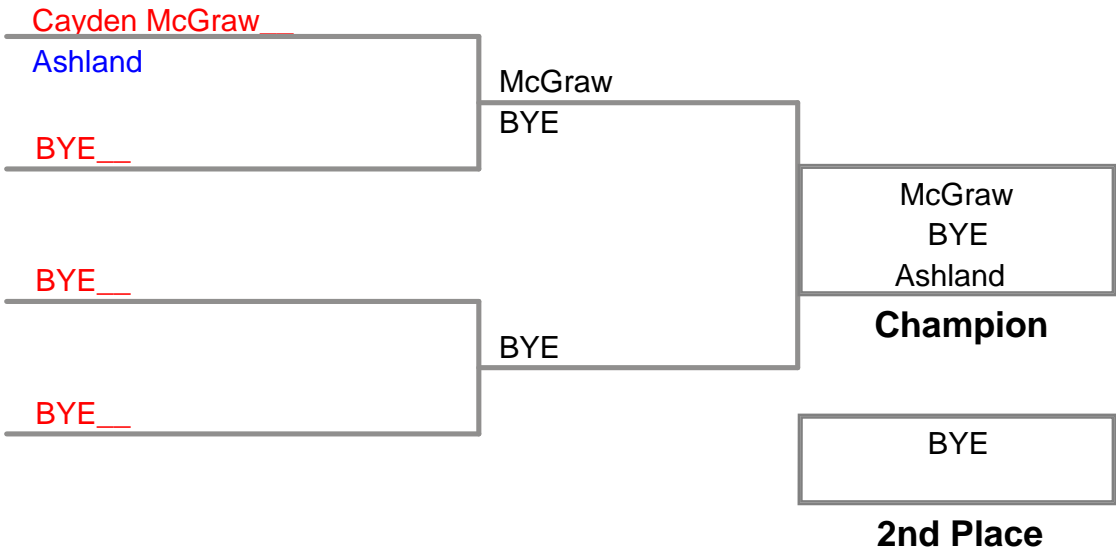 Cayden McGraw__
Ashland
BYE__
BYE__
BYE__
McGraw
BYE
BYE
McGraw
BYE
Ashland
Champion
BYE
2nd Place